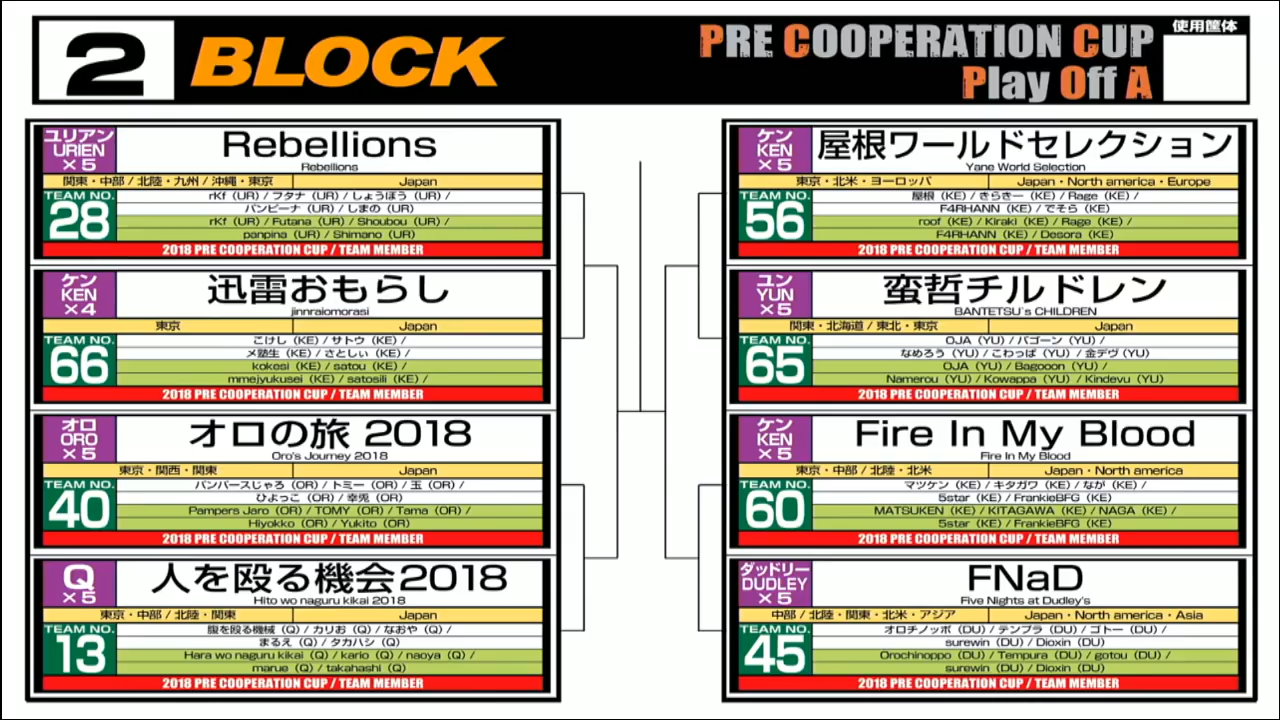 2 BLOCK
PRE COOPERATION CUP
Play Off A
使用筐体
ユリアン
URIEN
×5
Rebellions
Rebellions
関東・中部 / 北陸・九州 / 沖縄・東京
Japan
TEAM NO.
28
rKf (UR) / フタナ (UR) / しょうぼう (UR) /
パンピーナ (UR) / しまの (UR)
rKf (UR) / Futana (UR) / Shoubou (UR) /
panpina (UR) / Shimano (UR)
2018 PRE COOPERATION CUP / TEAM MEMBER
ケン
KEN
×4
迅雷おもらし
jinnraiomorasi
東京
Japan
TEAM NO.
66
こけし (KE) / サトウ (KE) /
メ塾生 (KE) / さとしぃ (KE) /
kokesi (KE) / satou (KE) /
mmejyukusei (KE) / satosili (KE) /
2018 PRE COOPERATION CUP / TEAM MEMBER
オロ
ORO
×5
オロの旅 2018
Oro's Journey 2018
東京・関西・関東
Japan
TEAM NO.
40
パンパースじゃろ (OR) / トミー (OR) / 玉 (OR) /
ひよっこ (OR) / 幸兎 (OR)
Pampers Jaro (OR) / TOMY (OR) / Tama (OR) /
Hiyokko (OR) / Yukito (OR)
2018 PRE COOPERATION CUP / TEAM MEMBER
Q
×5
人を殴る機会2018
Hito wo naguru kikai 2018
東京・中部 / 北陸・関東
Japan
TEAM NO.
13
腹を殴る機械 (Q) / カリお (Q) / なおや (Q) /
まるえ (Q) / タカハシ (Q)
Hara wo naguru kikai (Q) / kario (Q) / naoya (Q) /
marue (Q) / takahashi (Q)
2018 PRE COOPERATION CUP / TEAM MEMBER
ケン
KEN
×5
屋根ワールドセレクション
Yane World Selection
東京・北米・ヨーロッパ
Japan・North america・Europe
TEAM NO.
56
屋根 (KE) / きらきー (KE) / Rage (KE) /
F4RHANN (KE) / でそら (KE)
roof (KE) / Kiraki (KE) / Rage (KE) /
F4RHANN (KE) / Desora (KE)
2018 PRE COOPERATION CUP / TEAM MEMBER
ユン
YUN
×5
蛮哲チルドレン
BANTETSU`s CHILDREN
関東・北海道 / 東北・東京
Japan
TEAM NO.
65
OJA (YU) / バゴーン (YU) /
なめろう (YU) / こわっぱ (YU) / 金デヴ (YU)
OJA (YU) / Bagooon (YU) /
Namerou (YU) / Kowappa (YU) / Kindevu (YU)
2018 PRE COOPERATION CUP / TEAM MEMBER
ケン
KEN
×5
Fire In My Blood
Fire In My Blood
東京・中部 / 北陸・北米
Japan・North america
TEAM NO.
60
マツケン (KE) / キタガワ (KE) / なが (KE) /
5star (KE) / FrankieBFG (KE)
MATSUKEN (KE) / KITAGAWA (KE) / NAGA (KE) /
5star (KE) / FrankieBFG (KE)
2018 PRE COOPERATION CUP / TEAM MEMBER
ダッドリー
DUDLEY
×5
FNaD
Five Nights at Dudley's
中部 / 北陸・関東・北米・アジア
Japan・North america・Asia
TEAM NO.
45
オロチノッポ (DU) / テンプラ (DU) / ゴトー (DU) /
surewin (DU) / Dioxin (DU)
Orochinoppo (DU) / Tempura (DU) / gotou (DU) /
surewin (DU) / Dioxin (DU)
2018 PRE COOPERATION CUP / TEAM MEMBER